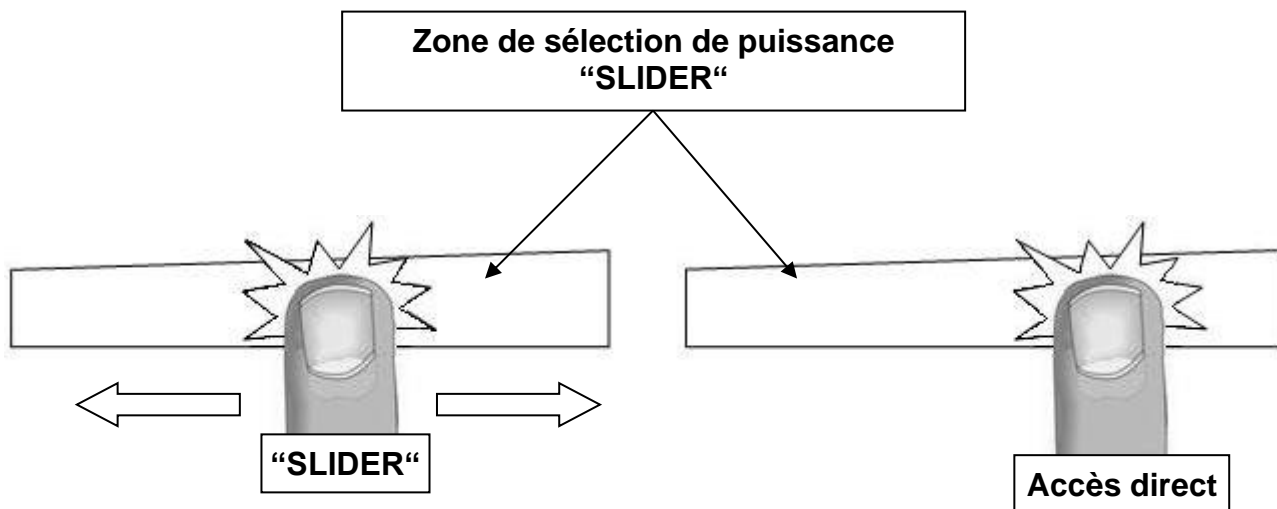 Zone de sélection de puissance
“SLIDER“
“SLIDER“
Accès direct